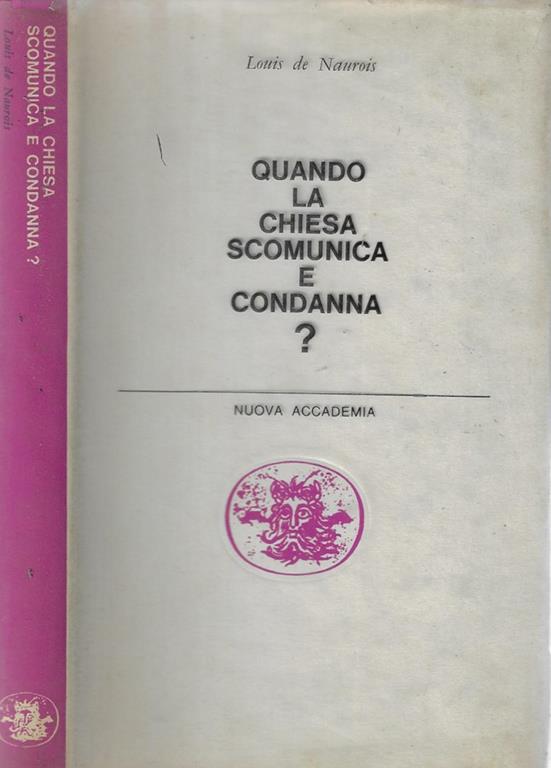 QUANDO LA CHIESA
SCOMUNICA E CONDANNA ?
Louis de Naurois
Louis de Naurois
QUANDO
LA
CHIESA
SCOMUNICA
E
CONDANNA
?
NUOVA ACCADEMIA